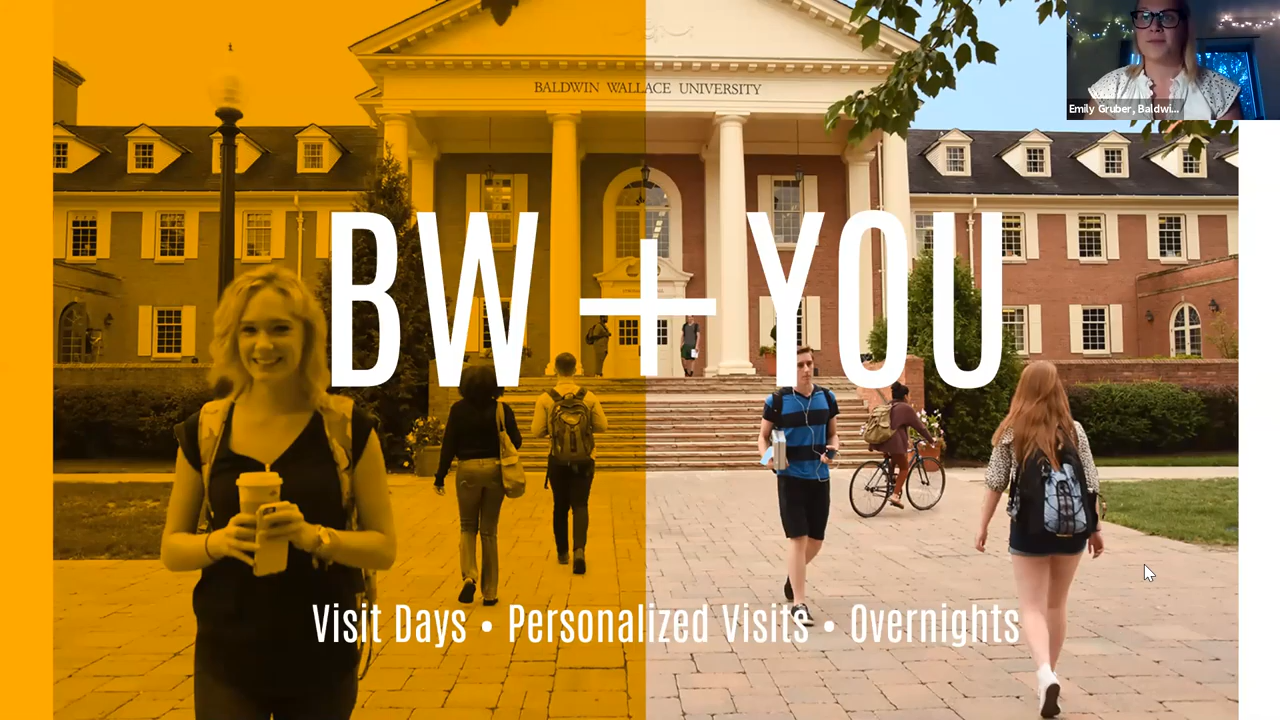 BALDWIN WALLACE UNIVERSITY
Emily Gruber, Baldwi...
BW + YOU
Visit Days • Personalized Visits • Overnights